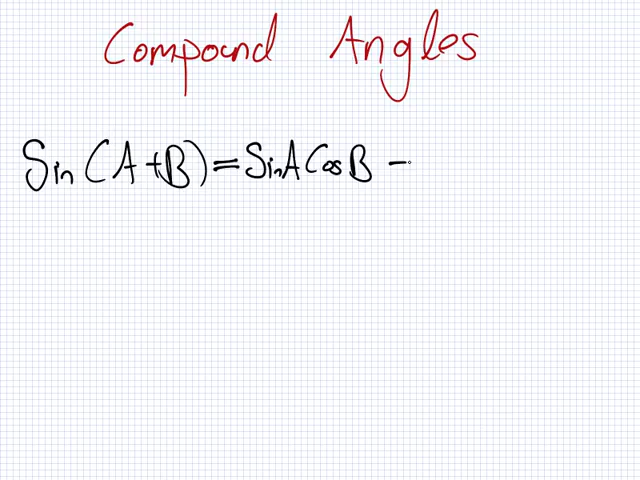 Compound Angles
Sin (A+B) = SinA Cos B -